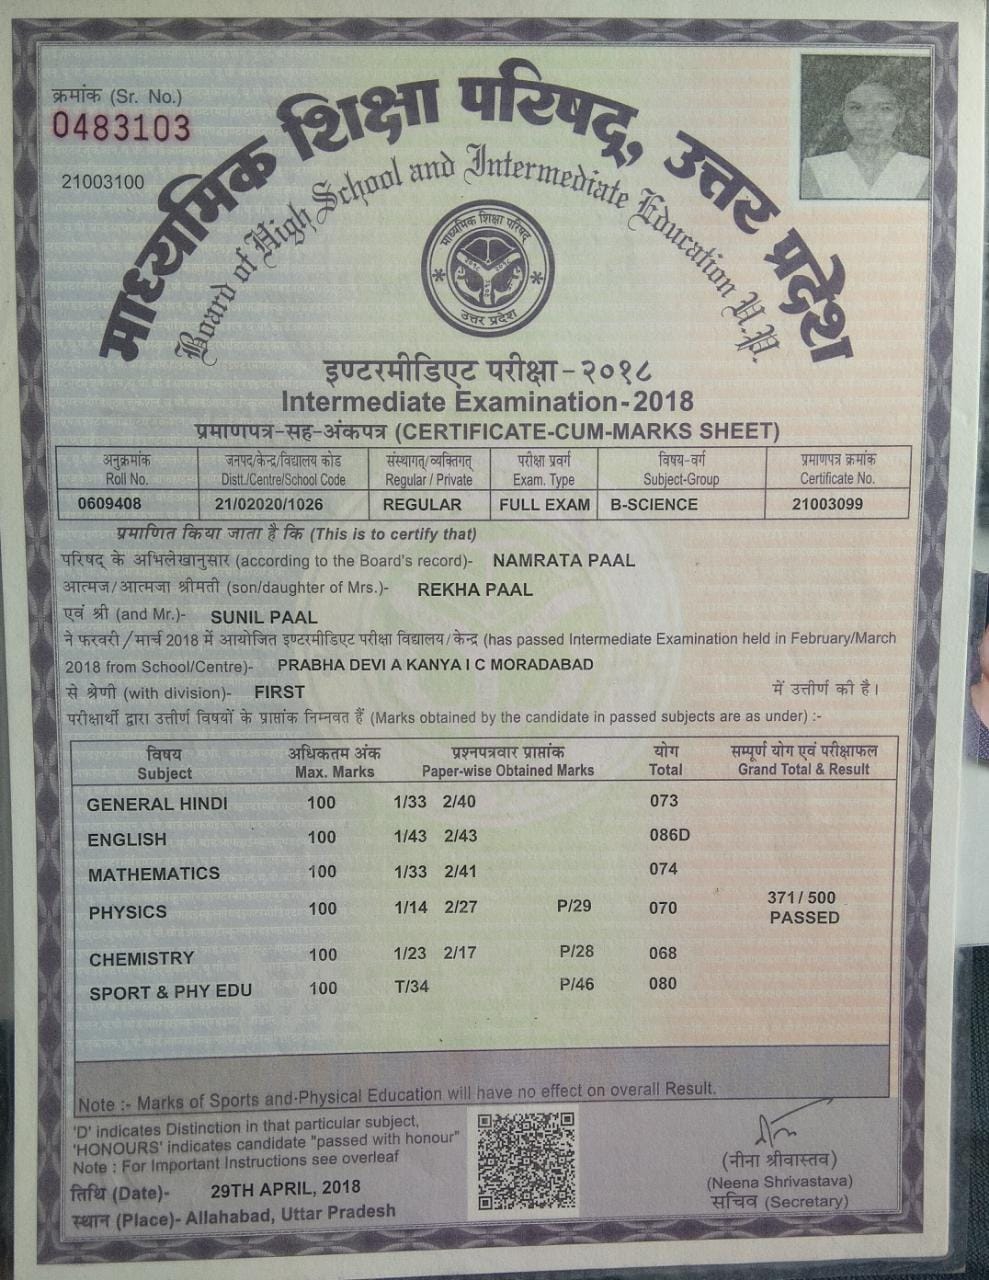 क्रमांक (Sr. No.)
0483103
21003100
माध्यमिक शिक्षा परिषद्, उत्तर प्रदेश
Board of High School and Intermediate Education U.P.
माध्यमिक शिक्षा परिषद्
उत्तर प्रदेश
इण्टरमीडिएट परीक्षा - २०१८
Intermediate Examination - 2018
प्रमाणपत्र-सह-अंकपत्र (CERTIFICATE-CUM-MARKS SHEET)
अनुक्रमांक जनपद/केन्द्र/विद्यालय कोड संस्थागत्/व्यक्तिगत् परीक्षा प्रवर्ग विषय-वर्ग प्रमाणपत्र क्रमांक
Roll No. Distt./Centre/School Code Regular / Private Exam. Type Subject-Group Certificate No.
0609408 21/02020/1026 REGULAR FULL EXAM B-SCIENCE 21003099
प्रमाणित किया जाता है कि (This is to certify that)
परिषद के अभिलेखानुसार (according to the Board's record)- NAMRATA PAAL
आत्मज/आत्मजा श्रीमती (son/daughter of Mrs.)- REKHA PAAL
एवं श्री (and Mr.)- SUNIL PAAL
ने फरवरी/मार्च 2018 में आयोजित इण्टरमीडिएट परीक्षा विद्यालय/केन्द्र (has passed Intermediate Examination held in February/March
2018 from School/Centre)- PRABHA DEVI A KANYA I C MORADABAD
से श्रेणी (with division)- FIRST में उत्तीर्ण की है।
परीक्षार्थी द्वारा उत्तीर्ण विषयों के प्राप्तांक निम्नवत हैं (Marks obtained by the candidate in passed subjects are as under) :-
विषय अधिकतम अंक प्रश्नपत्रवार प्राप्तांक योग सम्पूर्ण योग एवं परीक्षाफल
Subject Max. Marks Paper-wise Obtained Marks Total Grand Total & Result
GENERAL HINDI 100 1/33 2/40 073
ENGLISH 100 1/43 2/43 086D
MATHEMATICS 100 1/33 2/41 074
PHYSICS 100 1/14 2/27 P/29 070 371/ 500
PASSED
CHEMISTRY 100 1/23 2/17 P/28 068
SPORT & PHY EDU 100 T/34 P/46 080
Note :- Marks of Sports and Physical Education will have no effect on overall Result.
'D' indicates Distinction in that particular subject,
'HONOURS' indicates candidate "passed with honour"
Note : For Important Instructions see overleaf
तिथि (Date)- 29TH APRIL, 2018
स्थान (Place)- Allahabad, Uttar Pradesh
(नीना श्रीवास्तव)
(Neena Shrivastava)
सचिव (Secretary)